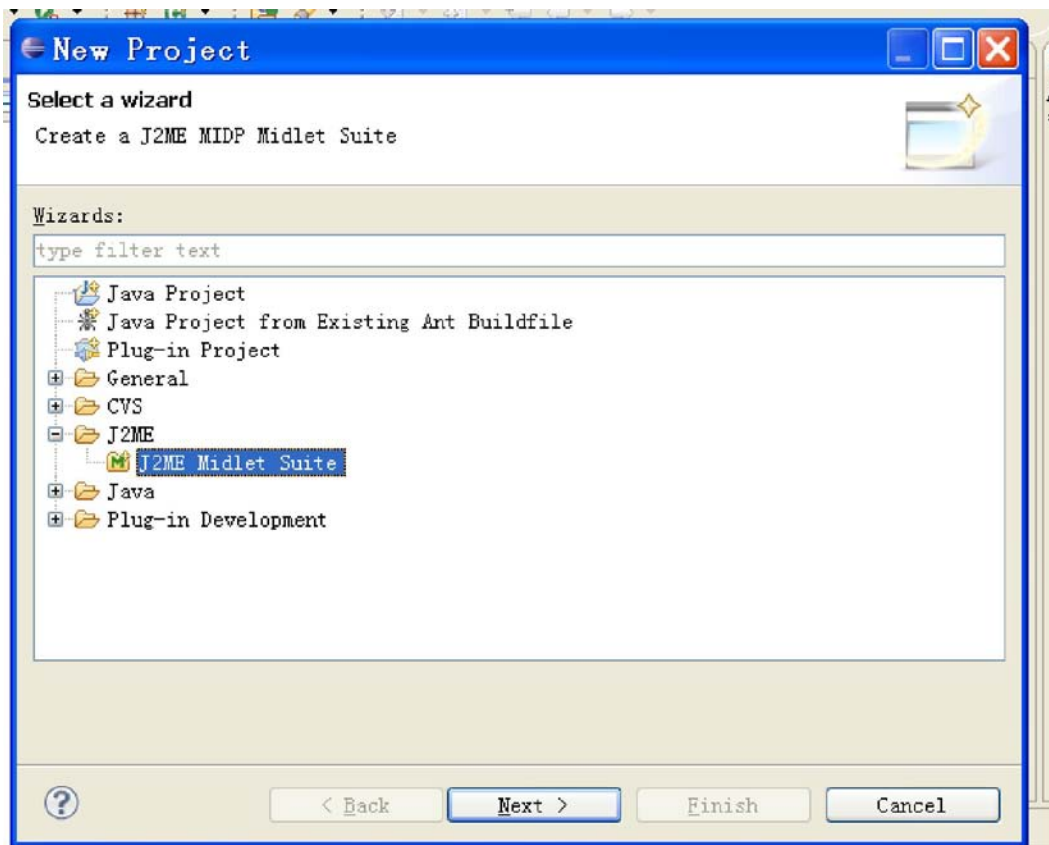 New Project
Select a wizard
Create a J2ME MIDP Midlet Suite
Wizards:
type filter text
Java Project
Java Project from Existing Ant Buildfile
Plug-in Project
General
CVS
J2ME
J2ME Midlet Suite
Java
Plug-in Development
< Back Next > Finish Cancel